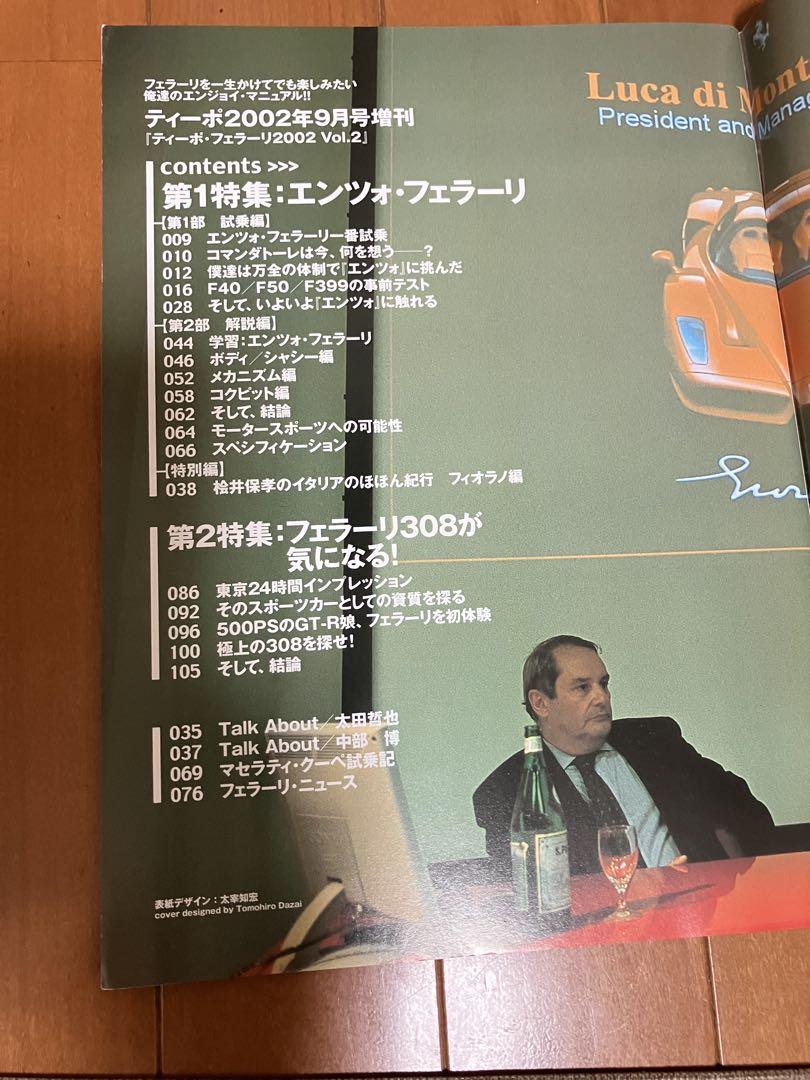 フェラーリを一生かけてでも楽しみたい
俺達のエンジョイ・マニュアル!!
ティーポ2002年9月号増刊
『ティーポ・フェラーリ2002 Vol.2』
contents >>>
第1特集:エンツォ・フェラーリ
【第1部 試乗編】
009 エンツォ・フェラーリ一番試乗
010 コマンダトーレは今、何を想う──?
012 僕達は万全の体制で『エンツォ』に挑んだ
016 F40/F50/F399の事前テスト
028 そして、いよいよ『エンツォ』に触れる
【第2部 解説編】
044 学習:エンツォ・フェラーリ
046 ボディ/シャシー編
052 メカニズム編
058 コクピット編
062 そして、結論
064 モータースポーツへの可能性
066 スペシフィケーション
【特別編】
038 桧井保孝のイタリアのほほん紀行 フィオラノ編
第2特集:フェラーリ308が
気になる!
086 東京24時間インプレッション
092 そのスポーツカーとしての資質を探る
096 500PSのGT-R娘、フェラーリを初体験
100 極上の308を探せ!
105 そして、結論
035 Talk About/太田哲也
037 Talk About/中部 博
069 マセラティ・クーペ試乗記
076 フェラーリ・ニュース
表紙デザイン:太宰知宏
cover designed by Tomohiro Dazai
Luca di Mont
President and Manag